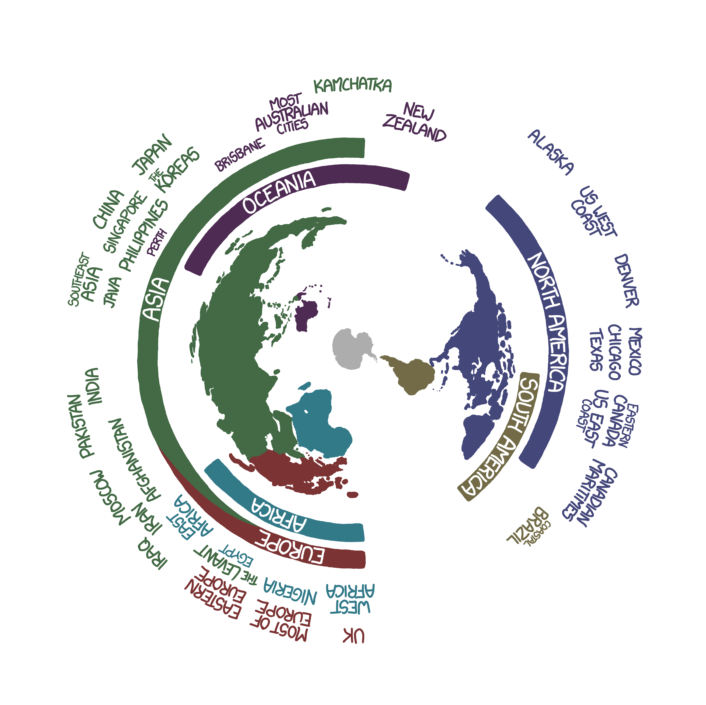 KAMCHATKA
MOST
AUSTRALIAN
CITIES
NEW
ZEALAND
BRISBANE
JAPAN
THE
KOREAS
CHINA
SINGAPORE
PHILIPPINES
PERTH
SOUTHEAST
ASIA
JAVA
OCEANIA
ASIA
ALASKA
US WEST
COAST
DENVER
NORTH AMERICA
MEXICO
CHICAGO
TEXAS
EASTERN
CANADA
US EAST
COAST
SOUTH AMERICA
CANADIAN
MARITIMES
COASTAL
BRAZIL
INDIA
PAKISTAN
AFGHANISTAN
MOSCOW
IRAN
IRAQ
EAST
AFRICA
AFRICA
EUROPE
EGYPT
THE LEVANT
EASTERN
EUROPE
NIGERIA
MOST OF
EUROPE
WEST
AFRICA
UK